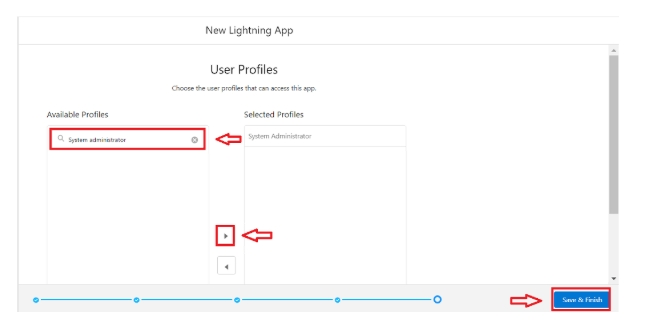 New Lightning App
User Profiles
Choose the user profiles that can access this app.
Available Profiles
Selected Profiles
System administrator
System Administrator
Save & Finish